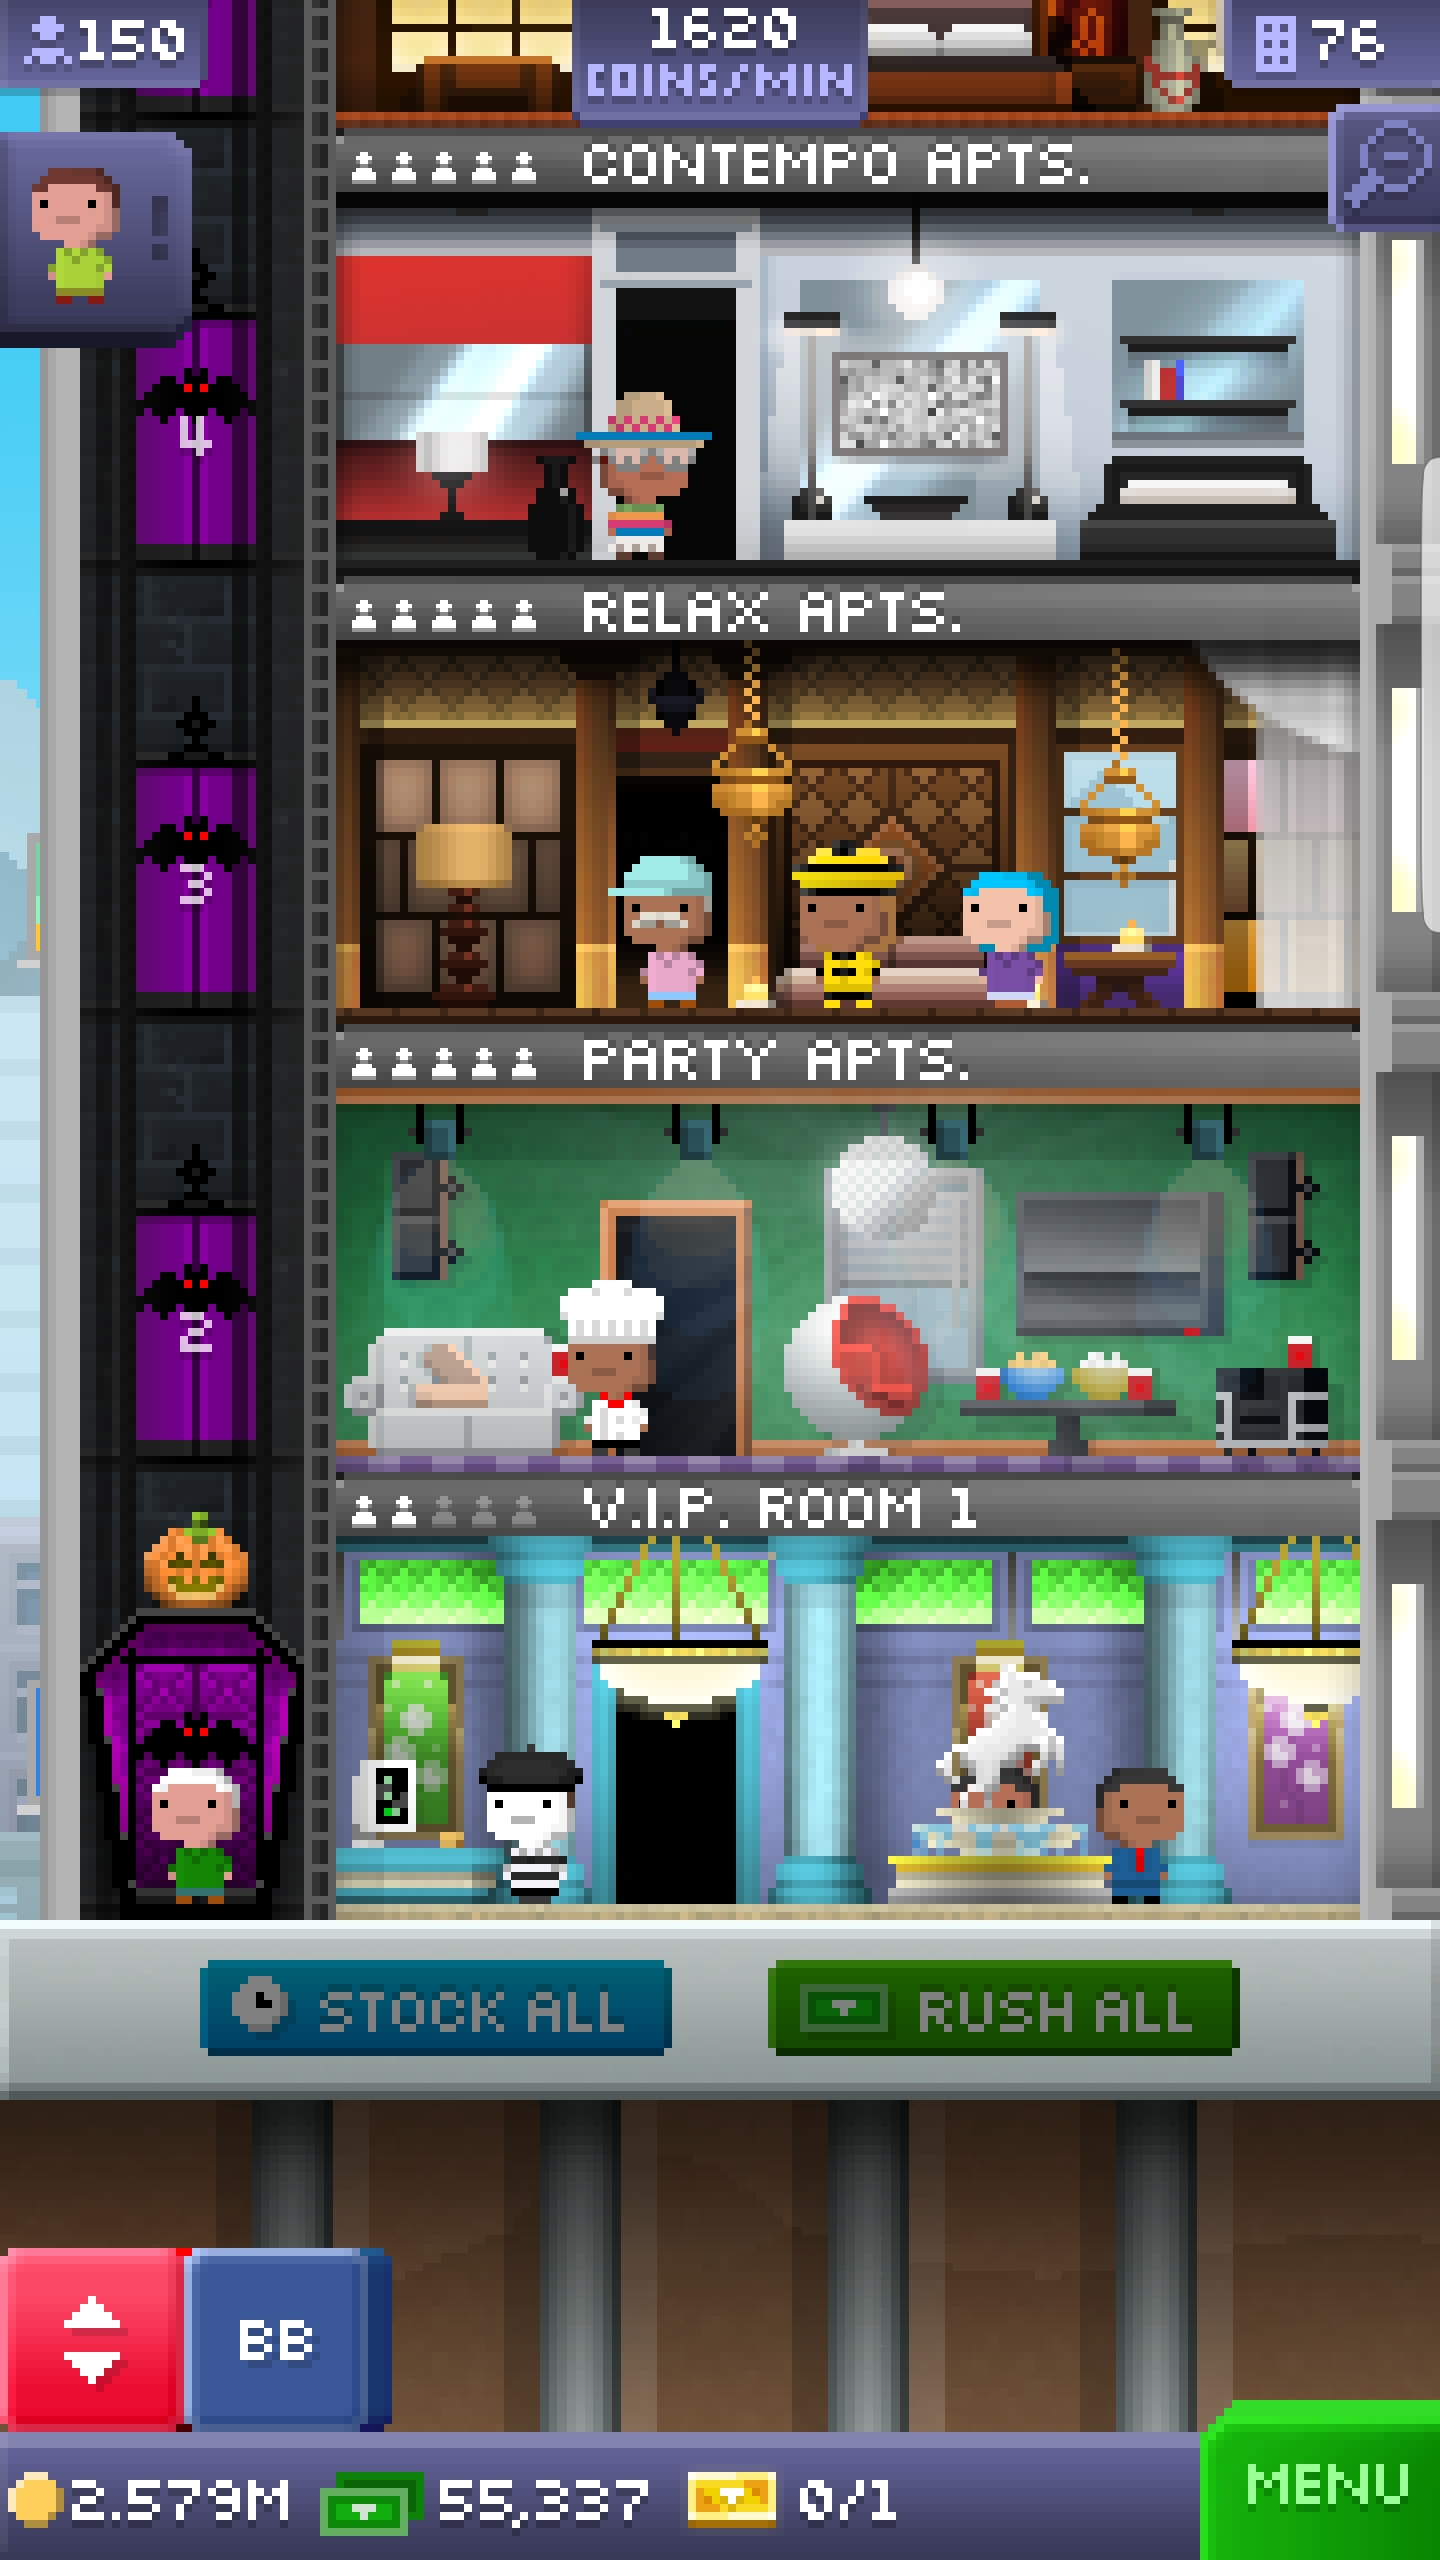 150
1620
COINS/MIN
76
CONTEMPO APTS.
4
RELAX APTS.
3
PARTY APTS.
2
V.I.P. ROOM 1
STOCK ALL
RUSH ALL
BB
2.579M
55,337
0/1
MENU